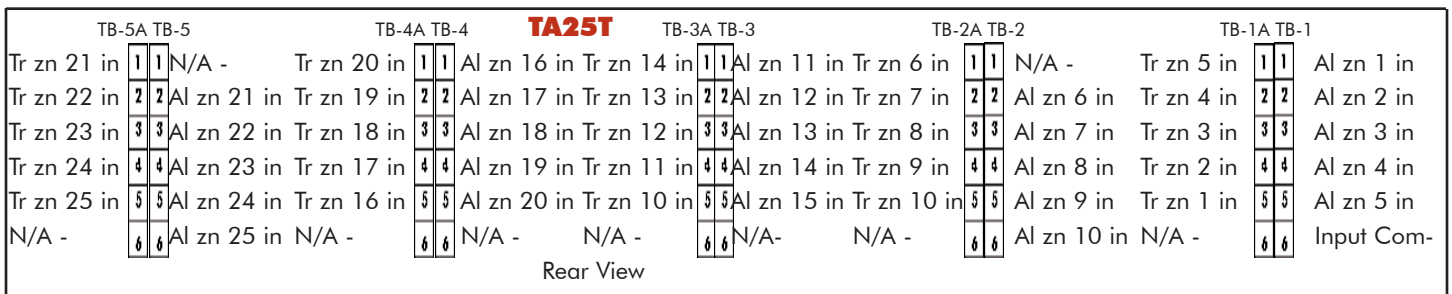 TB-5A TB-5 TB-4A TB-4 TA25T TB-3A TB-3 TB-2A TB-2 TB-1A TB-1
Tr zn 21 in 1 1 N/A - Tr zn 20 in 1 1 Al zn 16 in Tr zn 14 in 1 1 Al zn 11 in Tr zn 6 in 1 1 N/A - Tr zn 5 in 1 1 Al zn 1 in
Tr zn 22 in 2 2 Al zn 21 in Tr zn 19 in 2 2 Al zn 17 in Tr zn 13 in 2 2 Al zn 12 in Tr zn 7 in 2 2 Al zn 6 in Tr zn 4 in 2 2 Al zn 2 in
Tr zn 23 in 3 3 Al zn 22 in Tr zn 18 in 3 3 Al zn 18 in Tr zn 12 in 3 3 Al zn 13 in Tr zn 8 in 3 3 Al zn 7 in Tr zn 3 in 3 3 Al zn 3 in
Tr zn 24 in 4 4 Al zn 23 in Tr zn 17 in 4 4 Al zn 19 in Tr zn 11 in 4 4 Al zn 14 in Tr zn 9 in 4 4 Al zn 8 in Tr zn 2 in 4 4 Al zn 4 in
Tr zn 25 in 5 5 Al zn 24 in Tr zn 16 in 5 5 Al zn 20 in Tr zn 10 in 5 5 Al zn 15 in Tr zn 10 in 5 5 Al zn 9 in Tr zn 1 in 5 5 Al zn 5 in
N/A - 6 6 Al zn 25 in N/A - 6 6 N/A - N/A - 6 6 N/A- N/A - 6 6 Al zn 10 in N/A - 6 6 Input Com-
Rear View